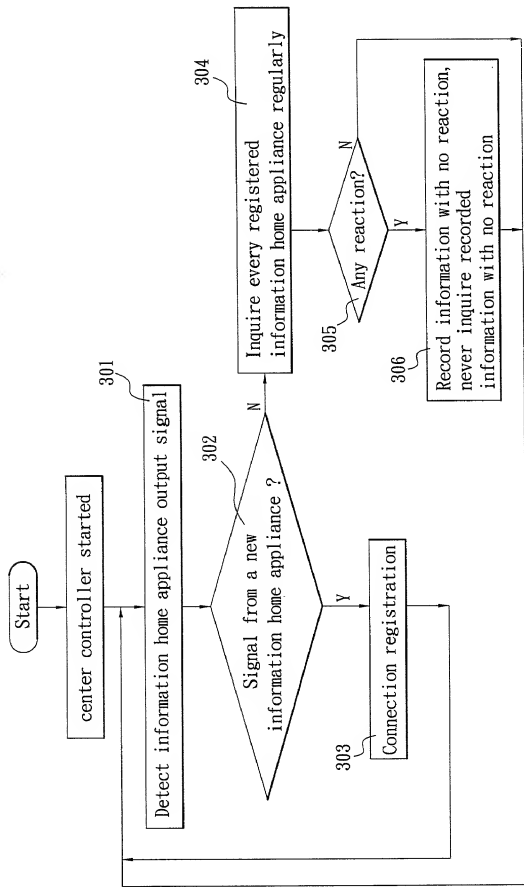 Start
center controller started
301
Detect information home appliance output signal
302
Signal from a new
information home appliance ?
N
Y
303
Connection registration
304
Inquire every registered
information home appliance regularly
305
Any reaction?
N
Y
306
Record information with no reaction,
never inquire recorded
information with no reaction